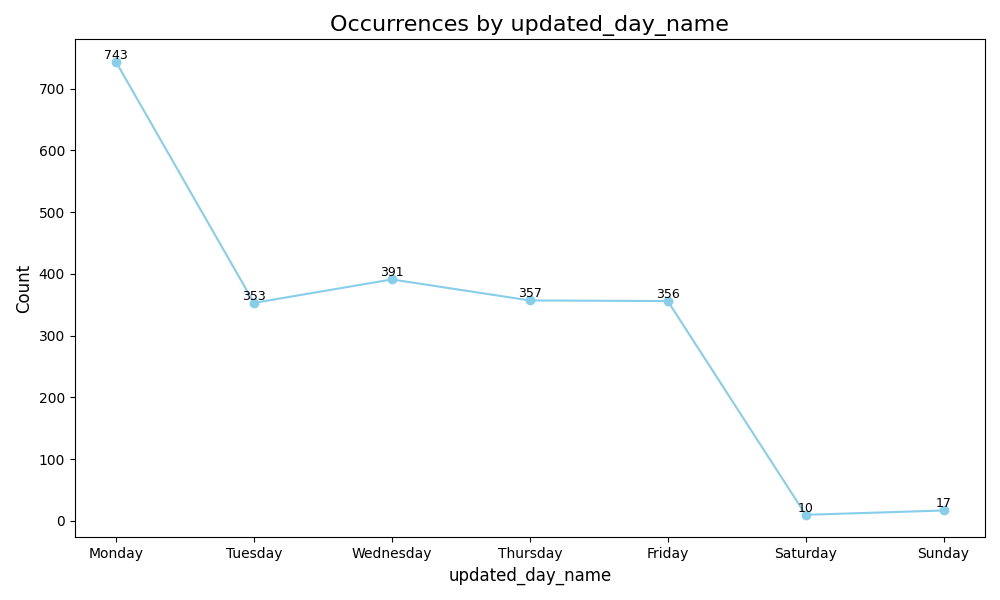 Occurrences by updated_day_name
Count
700
600
500
400
300
200
100
0
743
353
391
357
356
10
17
Monday
Tuesday
Wednesday
Thursday
Friday
Saturday
Sunday
updated_day_name